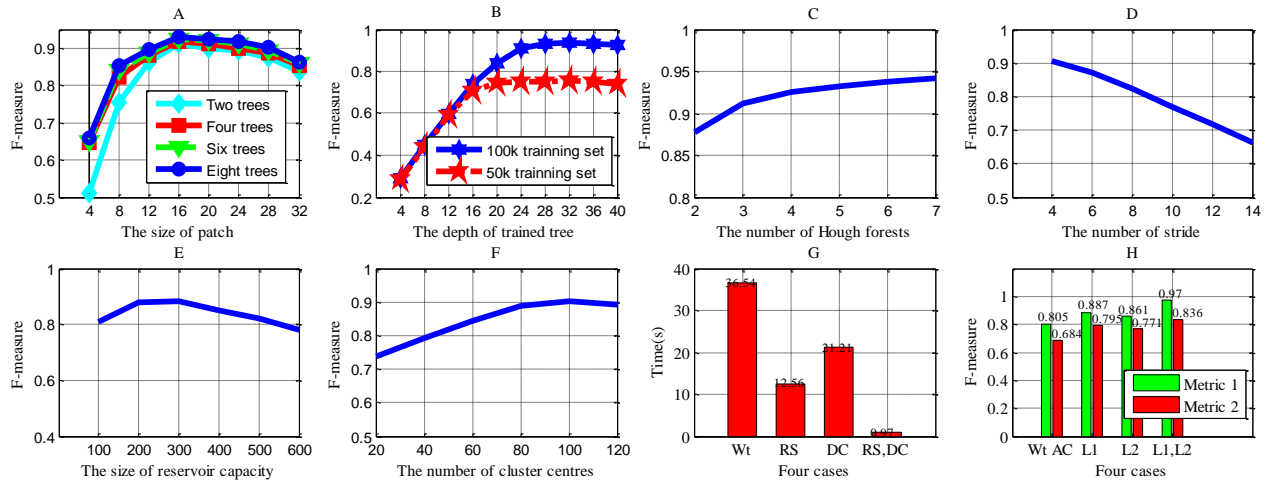 A
F-measure
0.9
0.8
0.7
0.6
0.5
4 8 12 16 20 24 28 32
The size of patch
Two trees
Four trees
Six trees
Eight trees
B
F-measure
1
0.8
0.6
0.4
0.2
4 8 12 16 20 24 28 32 36 40
The depth of trained tree
100k trainning set
50k trainning set
C
F-measure
1
0.95
0.9
0.85
0.8
2 3 4 5 6 7
The number of Hough forests
D
F-measure
1
0.9
0.8
0.7
0.6
0.5
4 6 8 10 12 14
The number of stride
E
F-measure
1
0.8
0.6
0.4
100 200 300 400 500 600
The size of reservoir capacity
F
F-measure
1
0.9
0.8
0.7
0.6
0.5
20 40 60 80 100 120
The number of cluster centres
G
Time(s)
40
30
20
10
0
36.54
12.56
21.21
0.97
Wt RS DC RS,DC
Four cases
H
F-measure
1
0.8
0.6
0.4
0.2
0
0.805
0.684
0.887
0.795
0.861
0.771
0.97
0.836
Metric 1
Metric 2
Wt AC L1 L2 L1,L2
Four cases